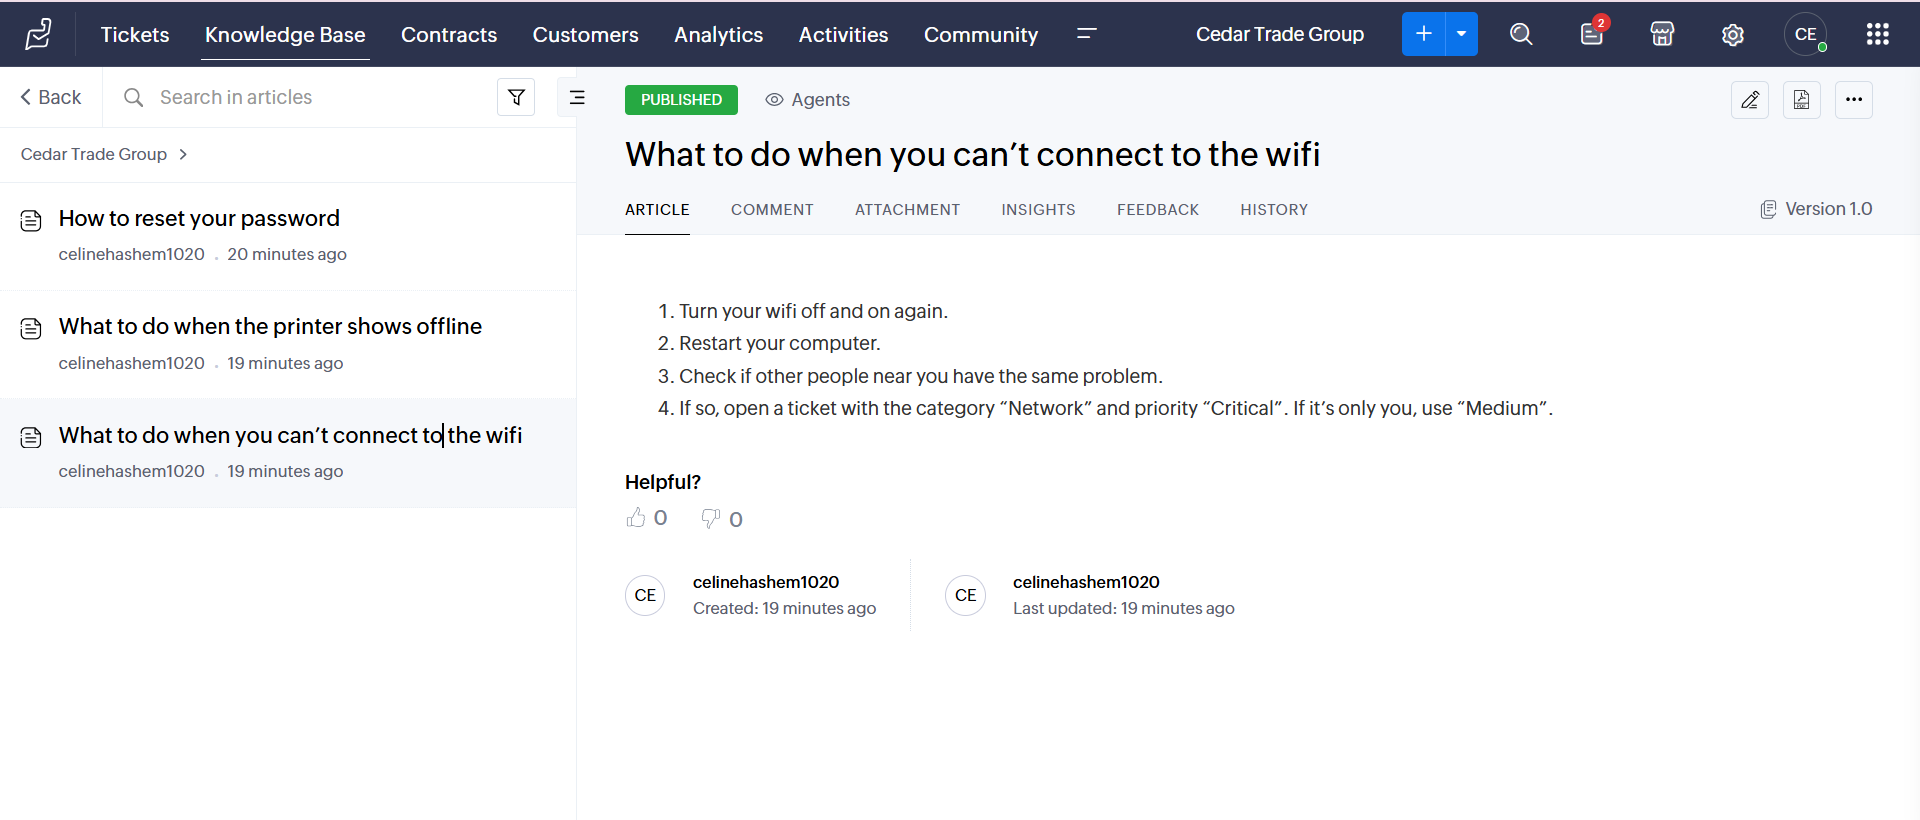 Tickets Knowledge Base Contracts Customers Analytics Activities Community Cedar Trade Group 2 CE
Back Search in articles
Cedar Trade Group
How to reset your password
celinehashem1020 . 20 minutes ago
What to do when the printer shows offline
celinehashem1020 . 19 minutes ago
What to do when you can’t connect to the wifi
celinehashem1020 . 19 minutes ago
PUBLISHED Agents
What to do when you can’t connect to the wifi
ARTICLE COMMENT ATTACHMENT INSIGHTS FEEDBACK HISTORY Version 1.0
1. Turn your wifi off and on again.
2. Restart your computer.
3. Check if other people near you have the same problem.
4. If so, open a ticket with the category “Network” and priority “Critical”. If it’s only you, use “Medium”.
Helpful?
0 0
CE celinehashem1020 CE celinehashem1020
Created: 19 minutes ago Last updated: 19 minutes ago